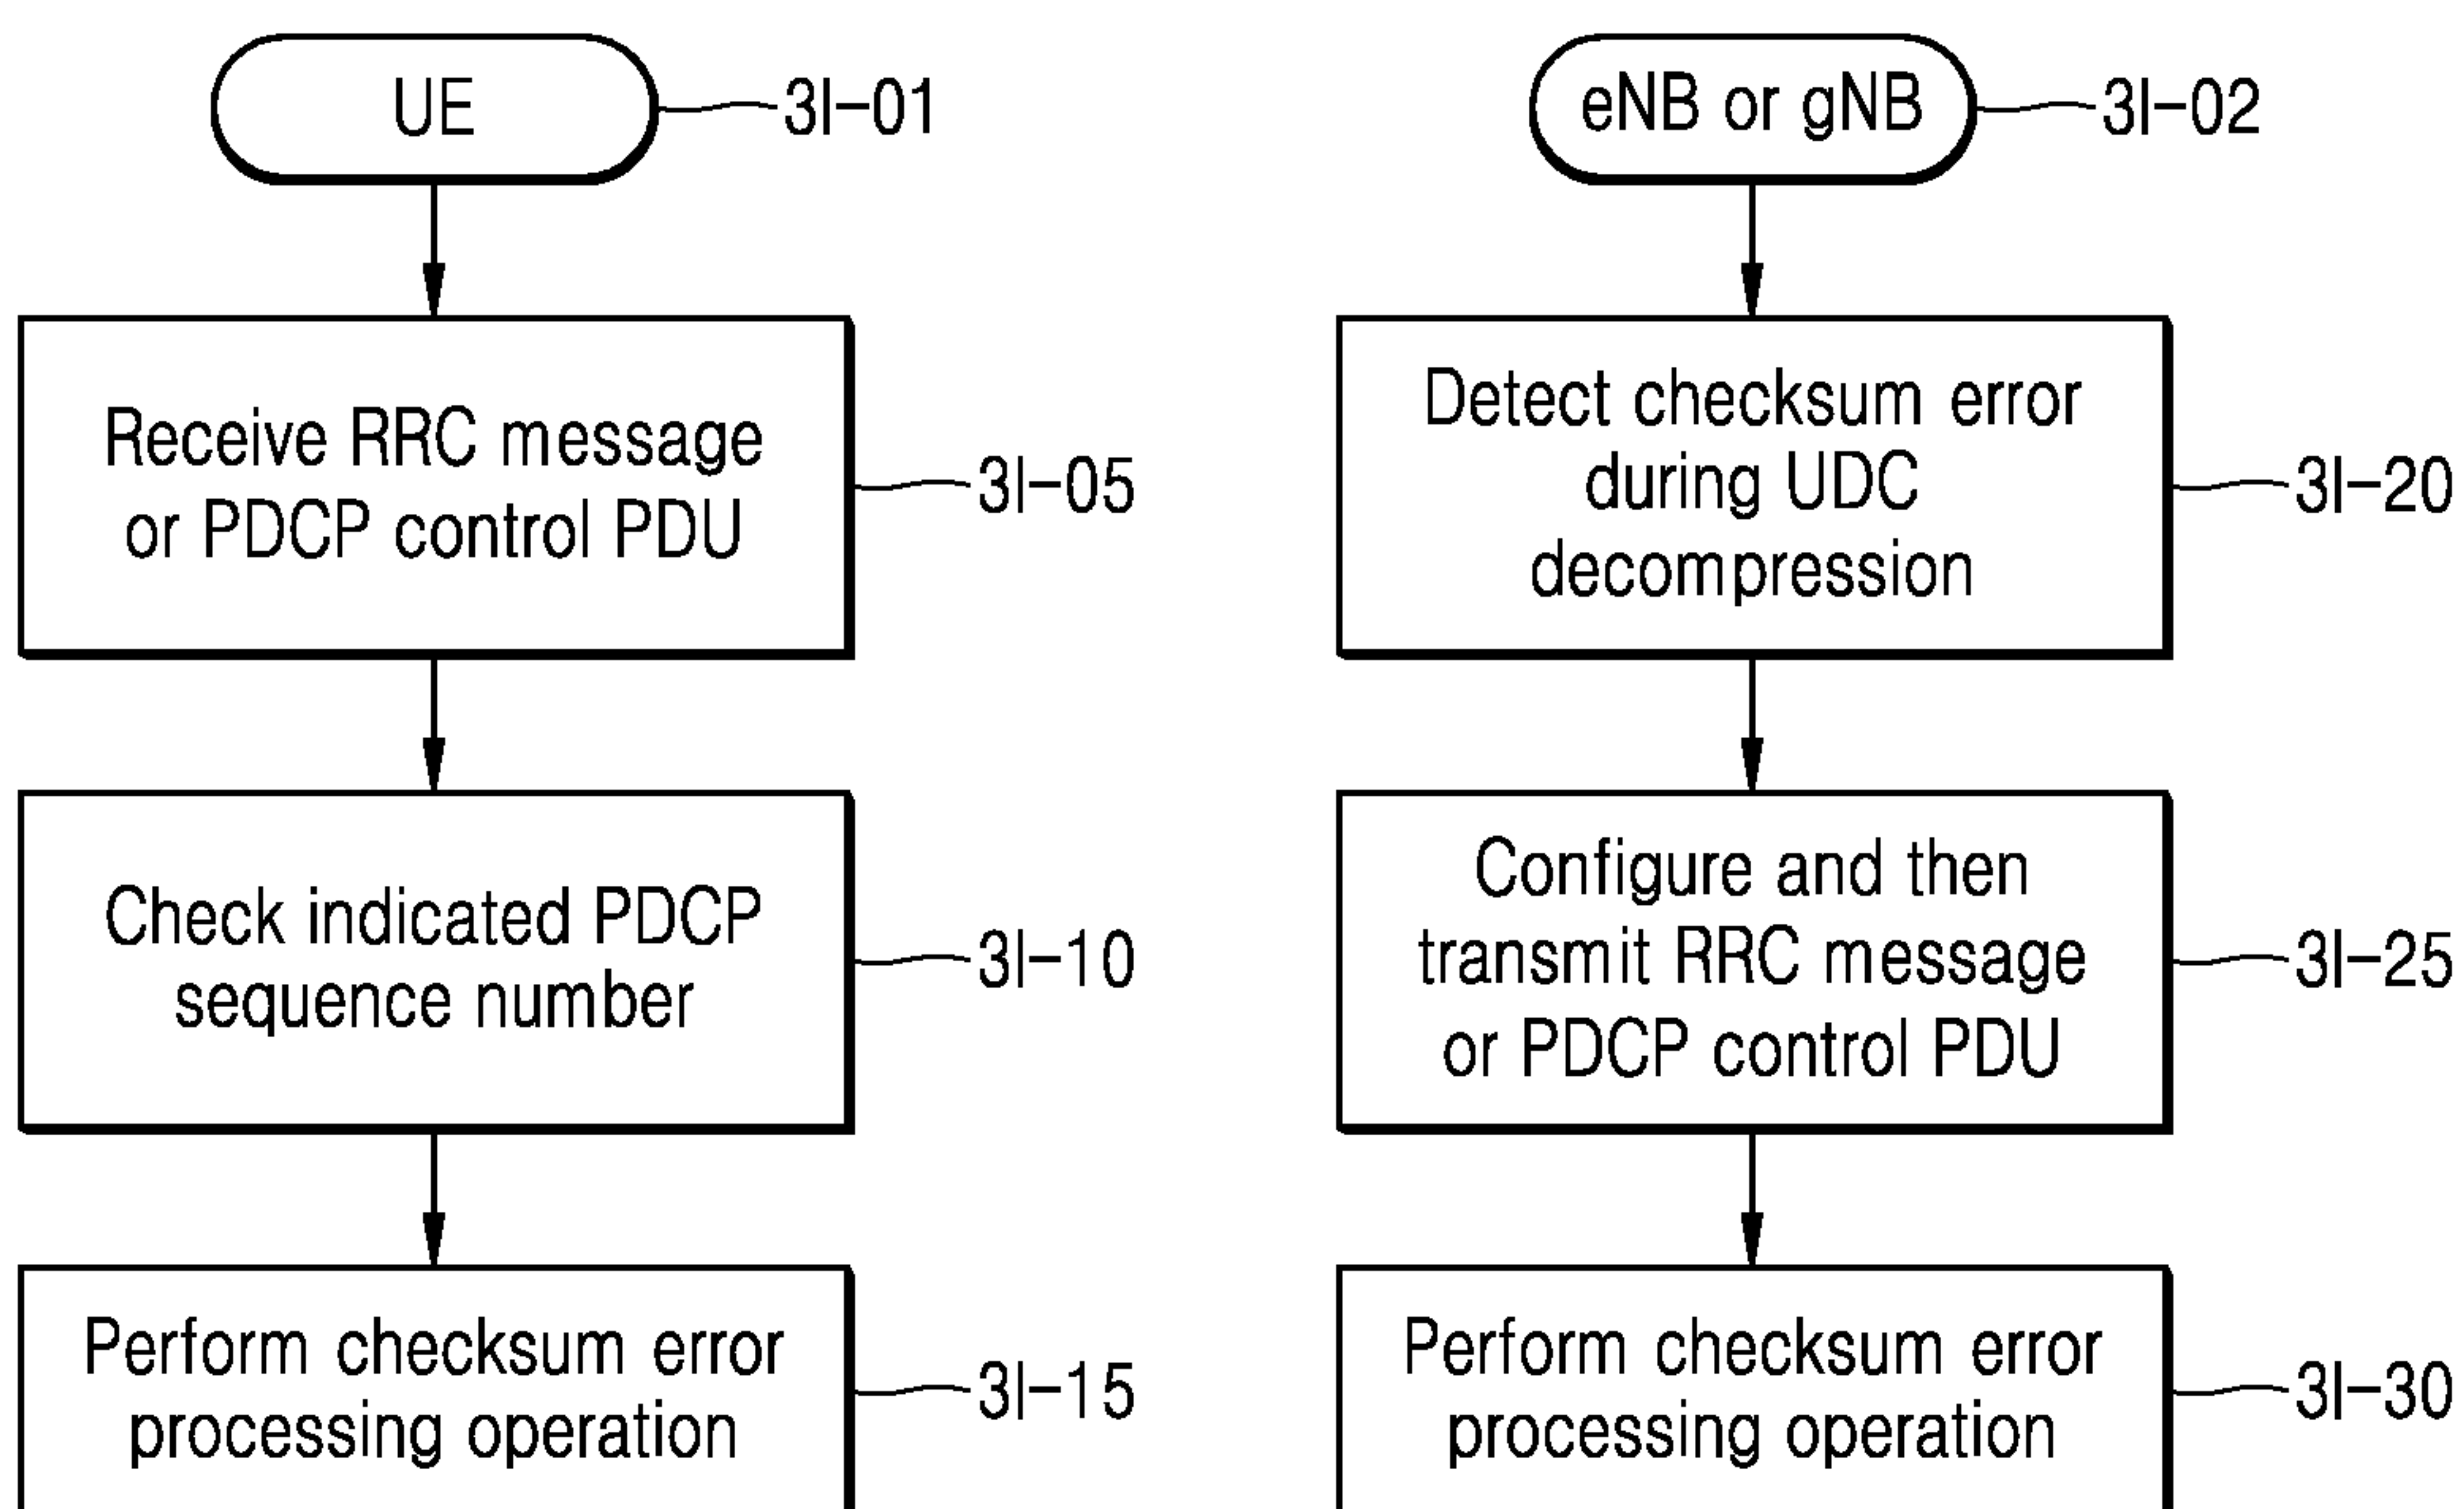 UE
3l-01
Receive RRC message
or PDCP control PDU
3l-05
Check indicated PDCP
sequence number
3l-10
Perform checksum error
processing operation
3l-15
eNB or gNB
3l-02
Detect checksum error
during UDC
decompression
3l-20
Configure and then
transmit RRC message
or PDCP control PDU
3l-25
Perform checksum error
processing operation
3l-30